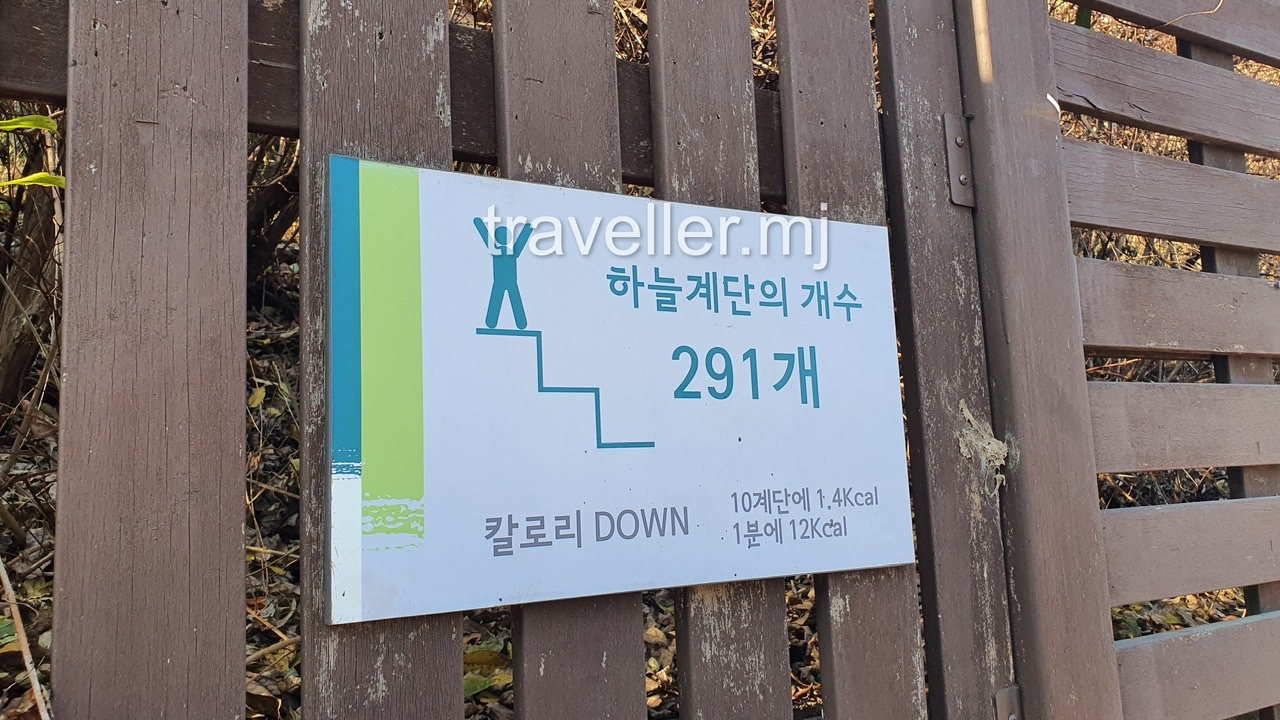 traveller.mj
하늘계단의 개수
291개
칼로리 DOWN
10계단에 1.4Kcal
1분에 12Kcal